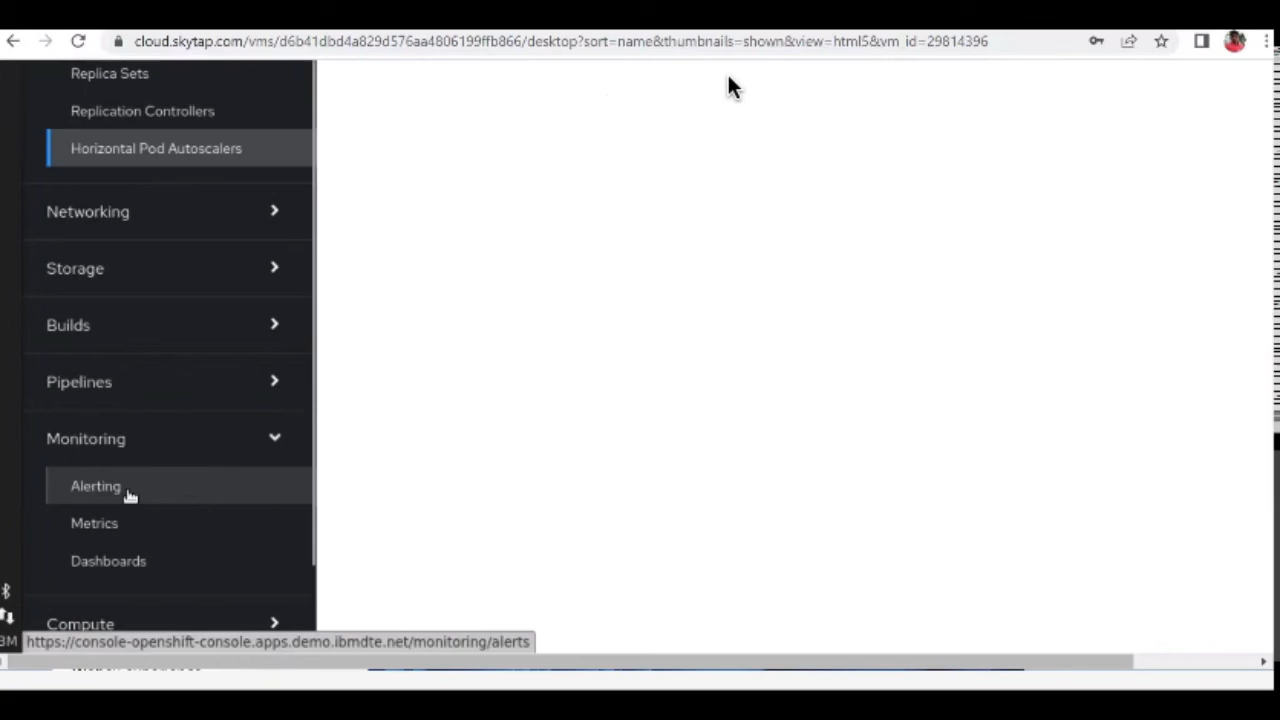 cloud.skytap.com/vms/d6b41dbd4a829d576aa4806199ffb866/desktop?sort=name&thumbnails=shown&view=html5&vm_id=29814396
Replica Sets
Replication Controllers
Horizontal Pod Autoscalers
Networking
Storage
Builds
Pipelines
Monitoring
Alerting
Metrics
Dashboards
Compute
https://console-openshift-console.apps.demo.ibmdte.net/monitoring/alerts